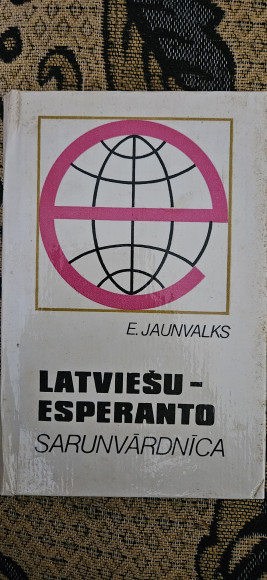 E. JAUNVALKS
LATVIEŠU-
ESPERANTO
SARUNVĀRDNĪCA